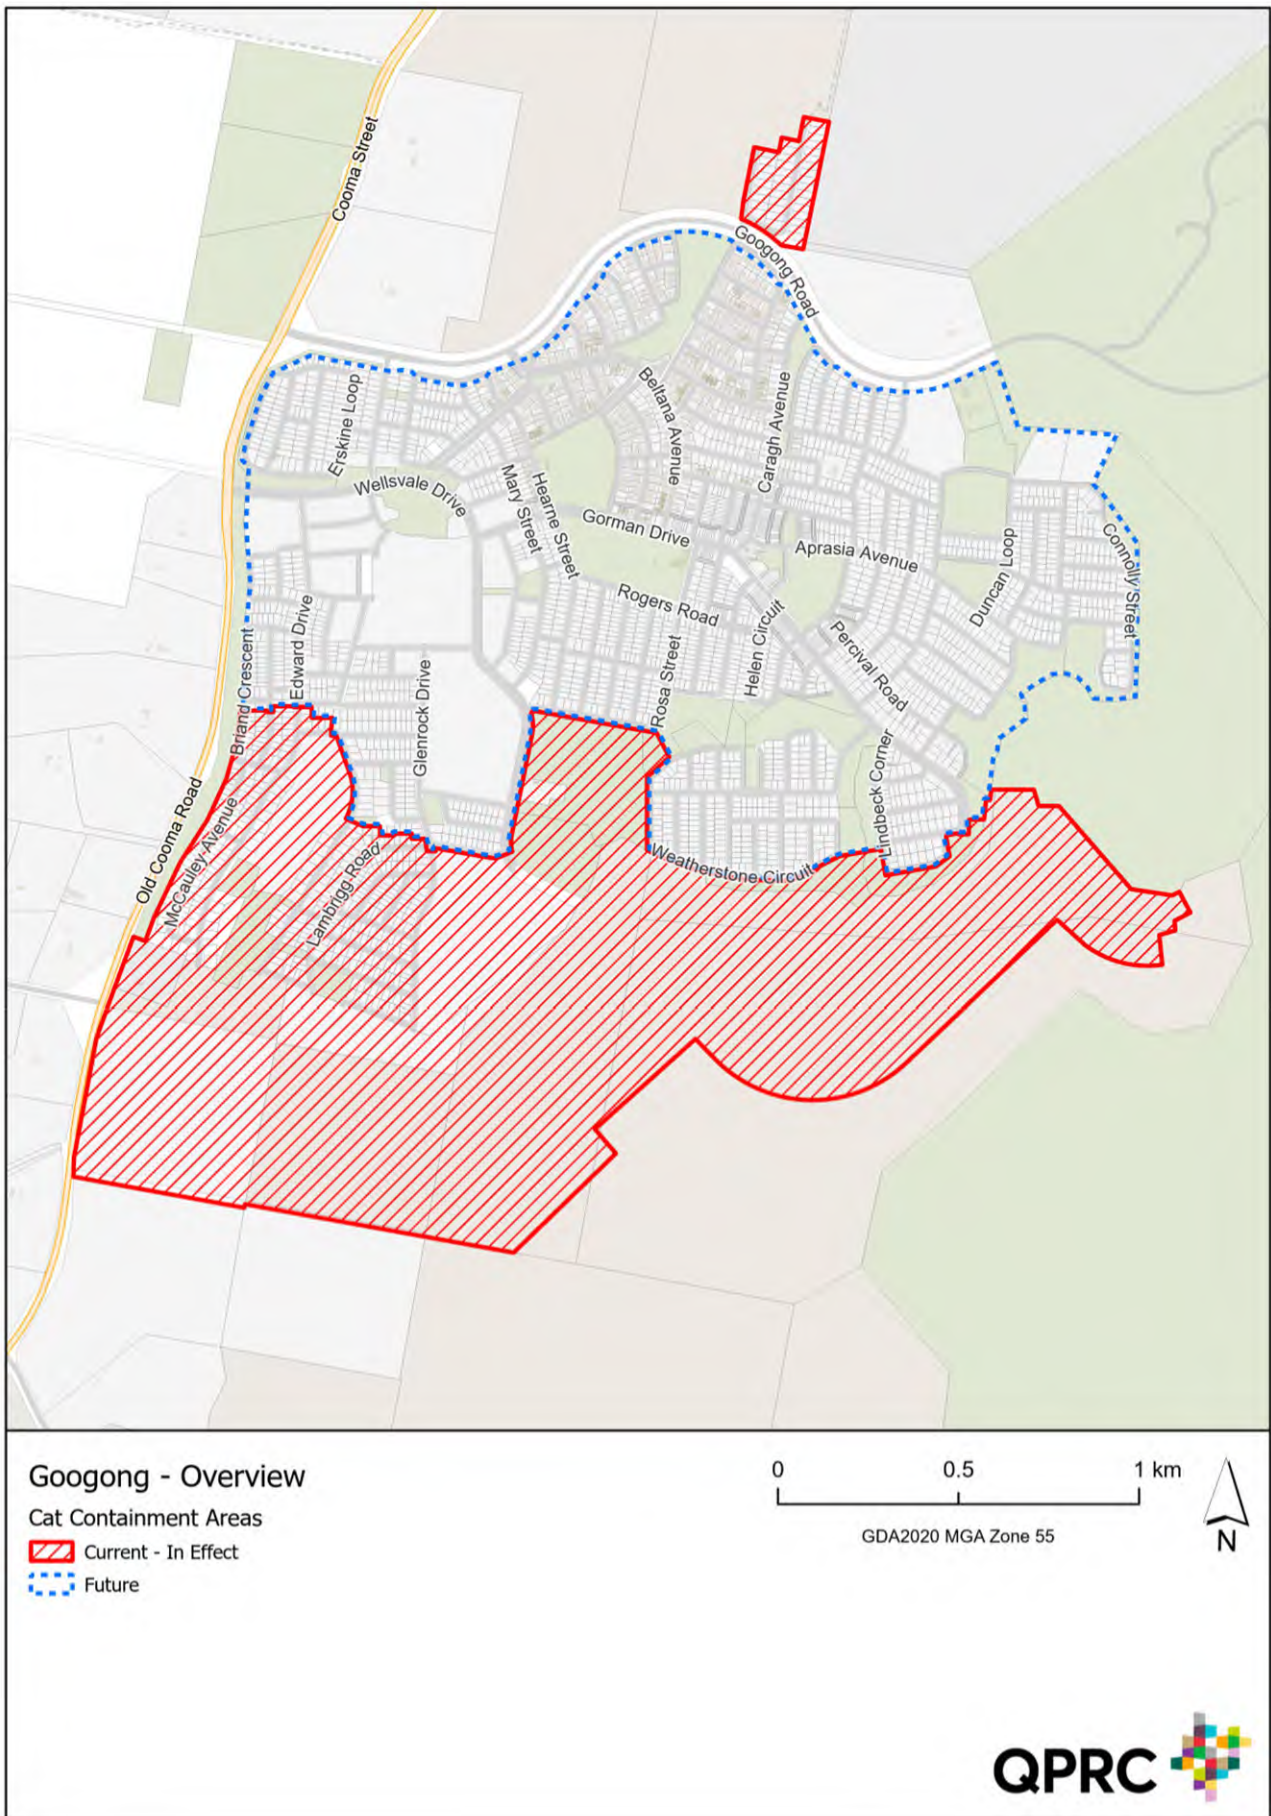 Cooma Street
Googong Road
Erskine Loop
Beltana Avenue
Caragh Avenue
Wellsvale Drive
Mary Street
Hearne Street
Gorman Drive
Aprasia Avenue
Duncan Loop
Connolly Street
Rogers Road
Edward Drive
Helen Circuit
Percival Road
Rosa Street
Briand Crescent
Glenrock Drive
Lindbeck Corner
Old Cooma Road
McCauley Avenue
Lambrigg Road
Weatherstone Circuit
Googong - Overview
Cat Containment Areas
Current - In Effect
Future
0 0.5 1 km
GDA2020 MGA Zone 55
N
QPRC